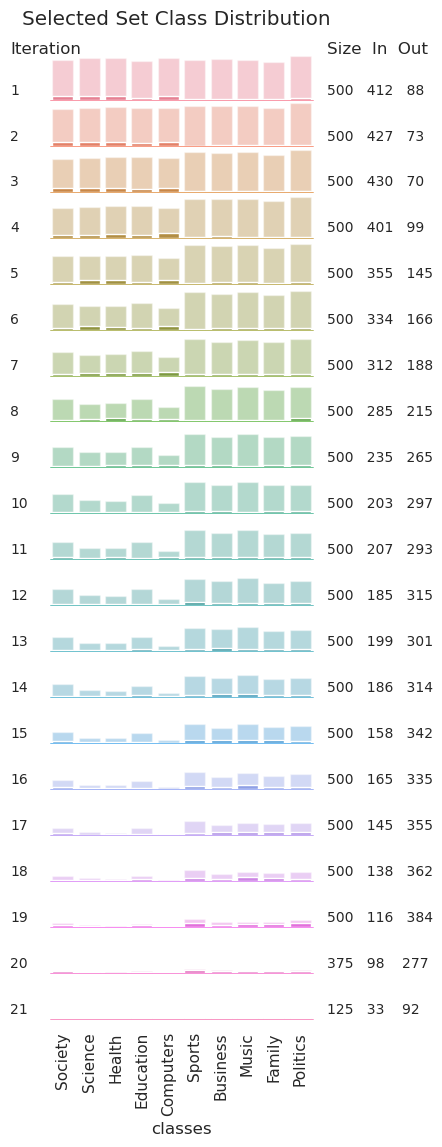 Selected Set Class Distribution
Iteration Size In Out
1 500 412 88
2 500 427 73
3 500 430 70
4 500 401 99
5 500 355 145
6 500 334 166
7 500 312 188
8 500 285 215
9 500 235 265
10 500 203 297
11 500 207 293
12 500 185 315
13 500 199 301
14 500 186 314
15 500 158 342
16 500 165 335
17 500 145 355
18 500 138 362
19 500 116 384
20 375 98 277
21 125 33 92
Society
Science
Health
Education
Computers
Sports
Business
Music
Family
Politics
classes